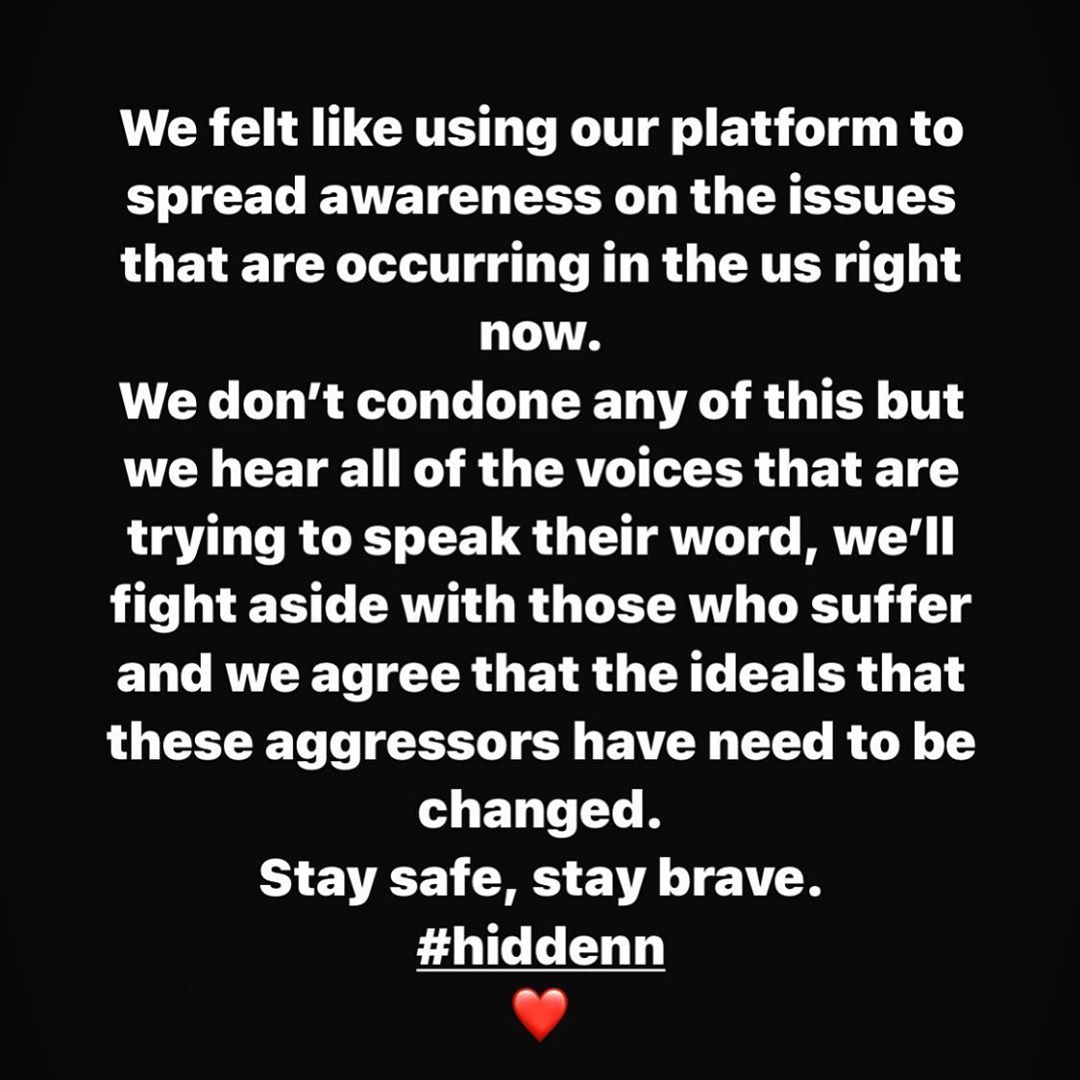 We felt like using our platform to
spread awareness on the issues
that are occurring in the us right
now.
We don’t condone any of this but
we hear all of the voices that are
trying to speak their word, we’ll
fight aside with those who suffer
and we agree that the ideals that
these aggressors have need to be
changed.
Stay safe, stay brave.
#hiddenn
❤️